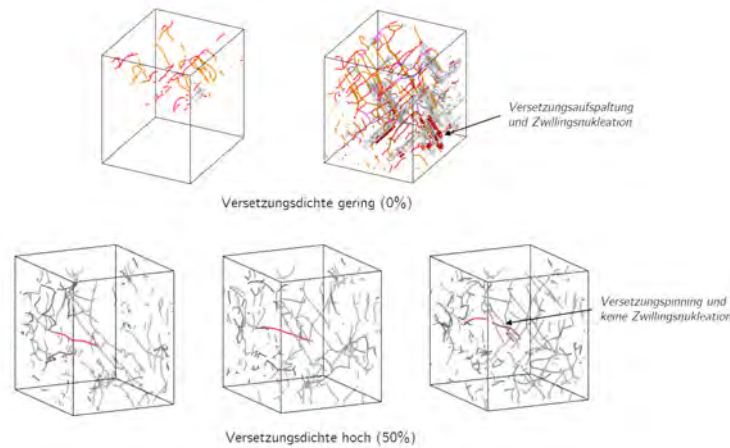 Versetzungsaufspaltung
und Zwillingsnukleation
Versetzungsdichte gering (0%)
Versetzungspinning und
keine Zwillingsnukleation
Versetzungsdichte hoch (50%)